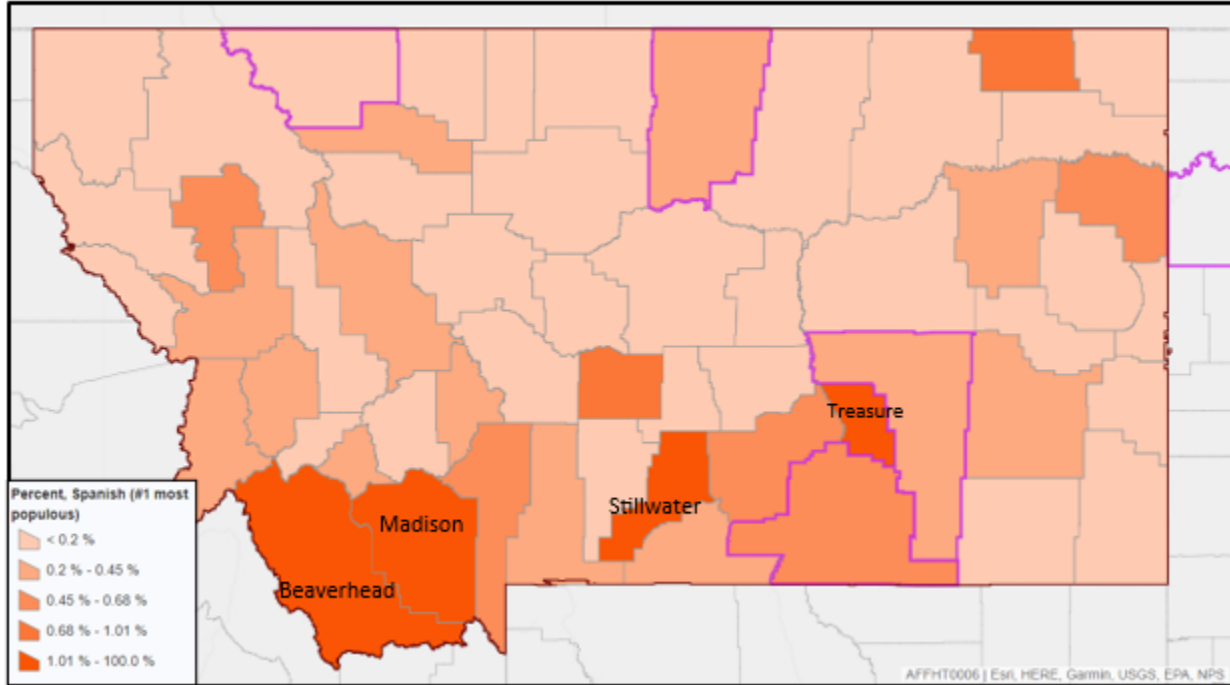 Treasure
Stillwater
Madison
Beaverhead
Percent, Spanish (#1 most
populous)
< 0.2 %
0.2 % - 0.45 %
0.45 % - 0.68 %
0.68 % - 1.01 %
1.01 % - 100.0 %
AFFHT0006 | Esri, HERE, Garmin, USGS, EPA, NPS